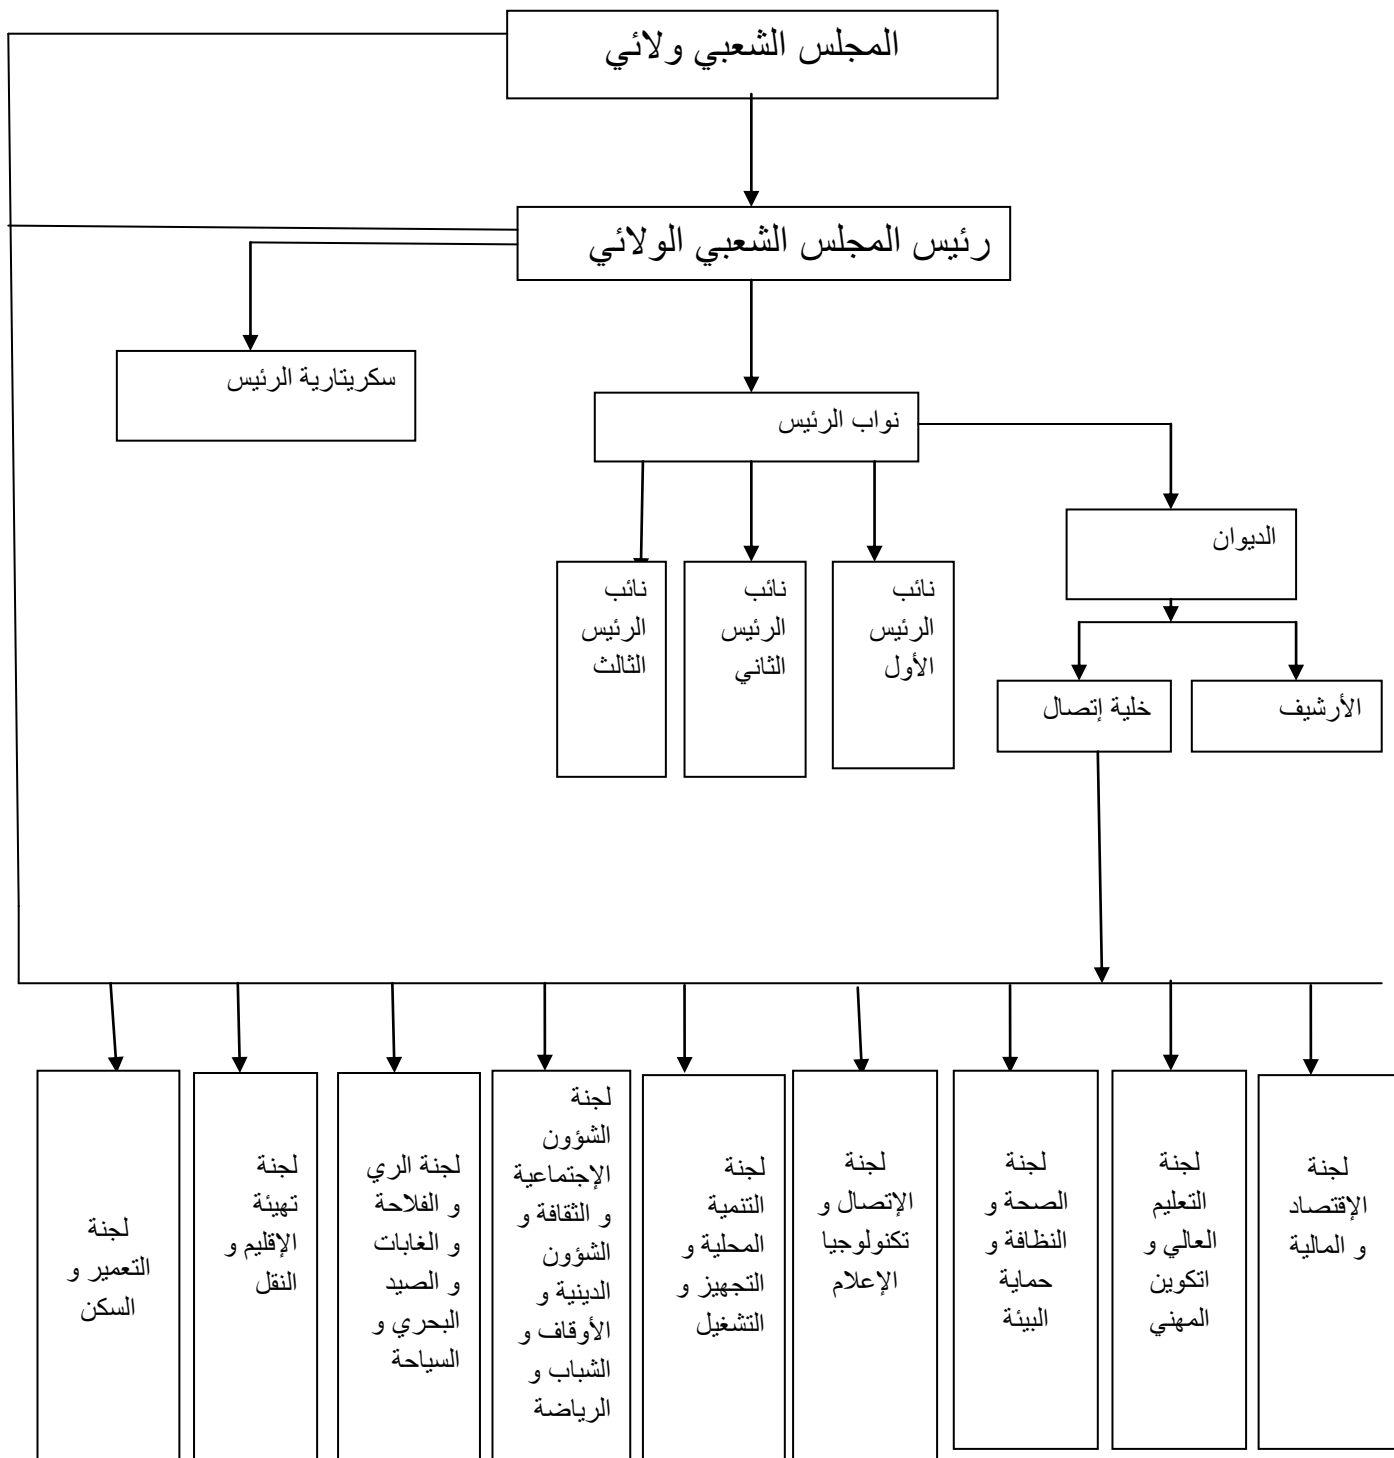 المجلس الشعبي ولائي
رئيس المجلس الشعبي الولائي
سكريتارية الرئيس
نواب الرئيس
الديوان
نائب
الرئيس
الأول
نائب
الرئيس
الثاني
نائب
الرئيس
الثالث
الأرشيف
خلية إتصال
لجنة
الإقتصاد
و المالية
لجنة
التعليم
العالي و
اتكوين
المهني
لجنة
الصحة و
النظافة و
حماية
البيئة
لجنة
الإتصال و
تكنولوجيا
الإعلام
لجنة
التنمية
المحلية و
التجهيز و
التشغيل
لجنة
الشؤون
الإجتماعية
و الثقافة و
الشؤون
الدينية و
الأوقاف و
الشباب و
الرياضة
لجنة الري
و الفلاحة
و الغابات
و الصيد
البحري و
السياحة
لجنة
تهيئة
الإقليم و
النقل
لجنة
التعمير و
السكن